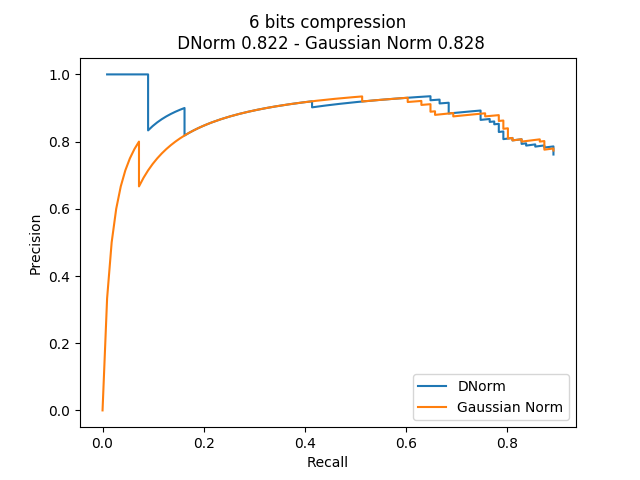 6 bits compression
DNorm 0.822 - Gaussian Norm 0.828
1.0
0.8
0.6
0.4
0.2
0.0
Precision
DNorm
Gaussian Norm
0.0 0.2 0.4 0.6 0.8
Recall